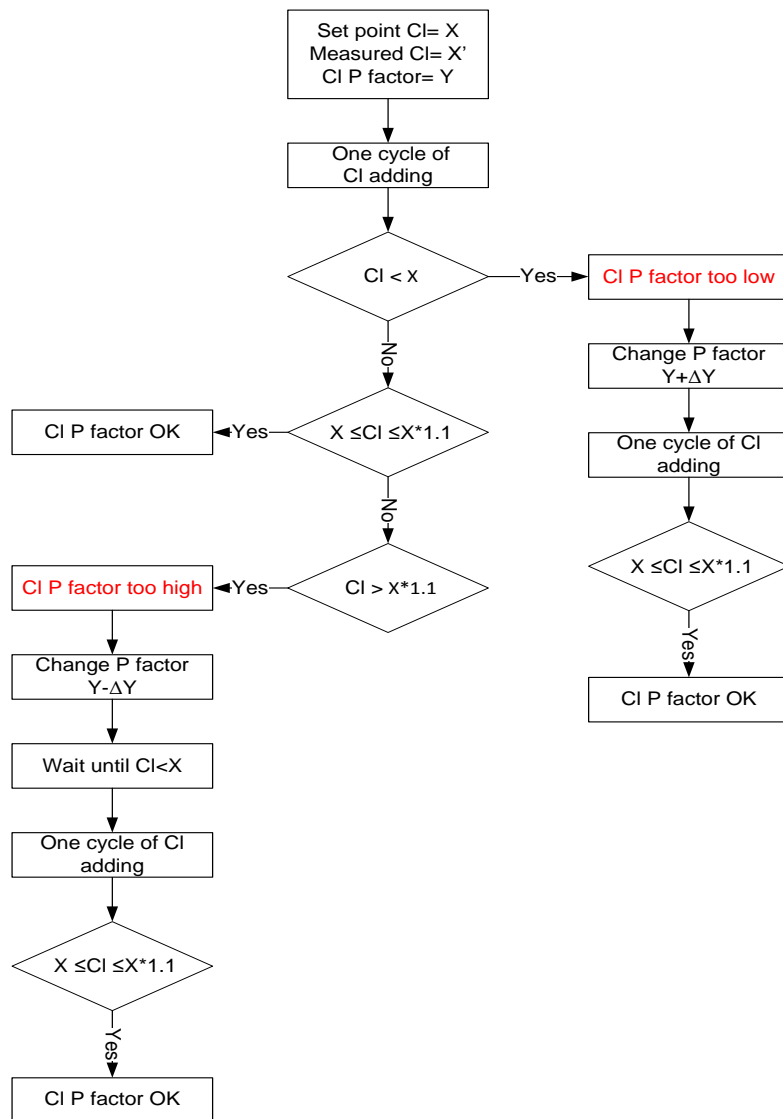 Set point Cl= X
Measured Cl= X’
Cl P factor= Y
One cycle of
Cl adding
Cl < X
Yes
Cl P factor too low
No
Change P factor
Y+ΔY
Cl P factor OK
Yes
X ≤Cl ≤X*1.1
One cycle of Cl
adding
No
X ≤Cl ≤X*1.1
Cl P factor too high
Yes
Cl > X*1.1
Yes
Change P factor
Y-ΔY
Cl P factor OK
Wait until Cl<X
One cycle of Cl
adding
X ≤Cl ≤X*1.1
Yes
Cl P factor OK